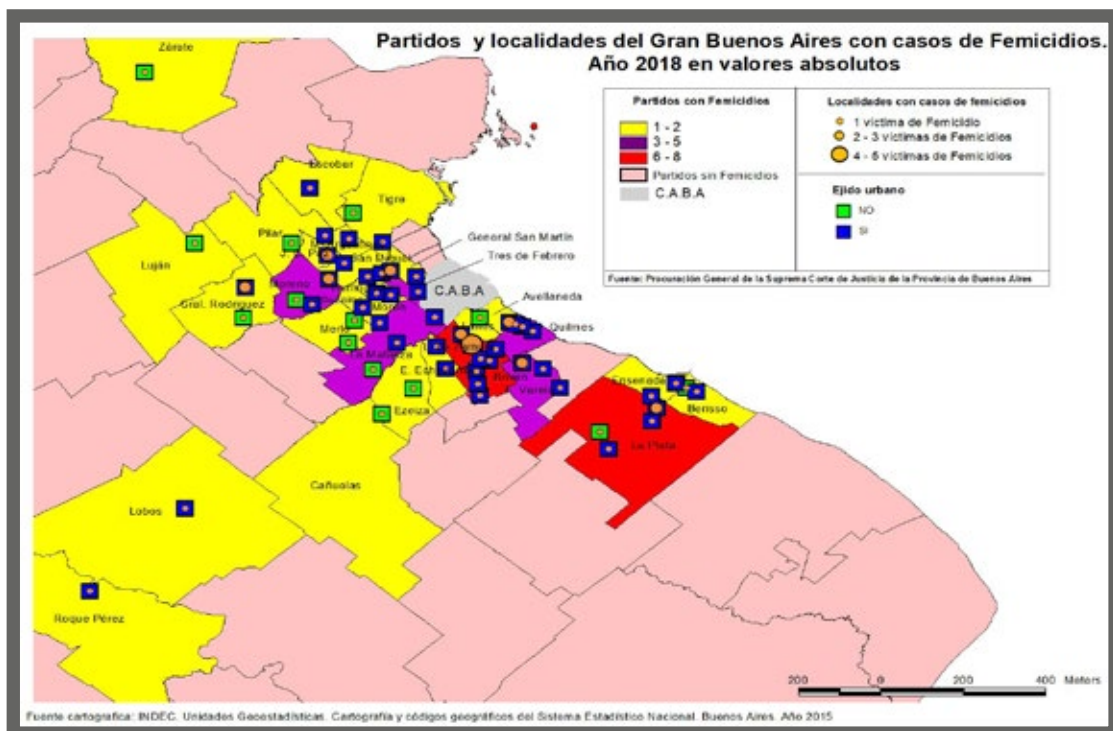 Partidos y localidades del Gran Buenos Aires con casos de Femicidios.
Año 2018 en valores absolutos
Partidos con Femicidios
1 - 2
3 - 5
6 - 8
Partidos sin Femicidios
C.A.B.A
Localidades con casos de femicidios
1 víctima de Femicidio
2 - 3 víctimas de Femicidios
4 - 6 víctimas de Femicidios
Ejido urbano
NO
SI
Fuente: Procuración General de la Suprema Corte de Justicia de la Provincia de Buenos Aires
Zárate
Escobar
Tigre
Pilar
General San Martín
Luján
Tres de Febrero
Moreno
C.A.B.A
Gral. Rodríguez
Avellaneda
Merlo
Quilmes
Ezeiza
Ensenada
Berisso
La Plata
Cañuelas
Lobos
Roque Pérez
200 0 200 400 Meters
Fuente cartografica: INDEC. Unidades Geoestadísticas. Cartografía y códigos geográficos del Sistema Estadístico Nacional. Buenos Aires. Año 2015